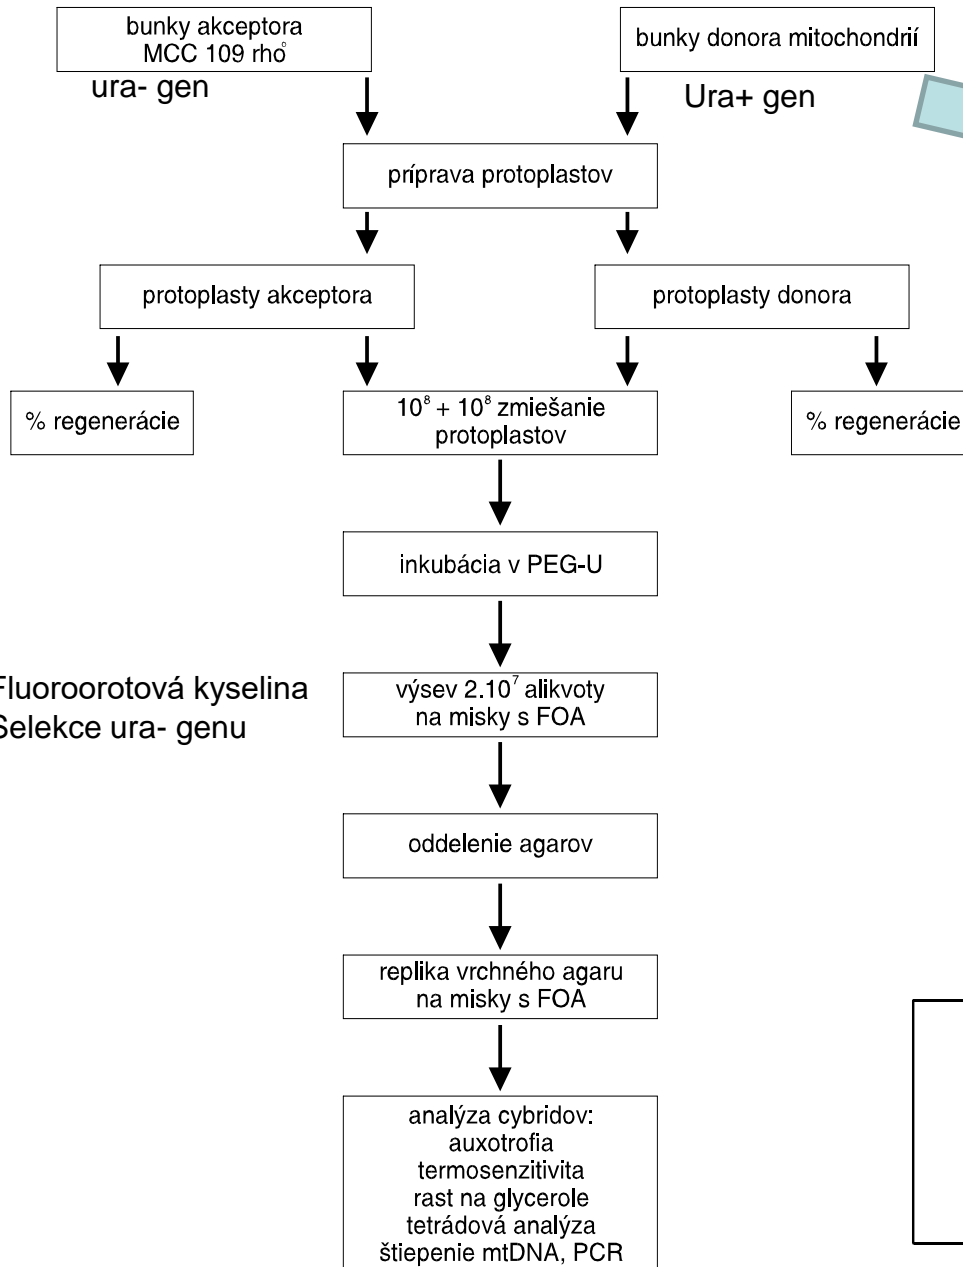 bunky akceptora
MCC 109 rho°
bunky donora mitochondrií
ura- gen
Ura+ gen
príprava protoplastov
protoplasty akceptora
protoplasty donora
% regenerácie
10⁸ + 10⁸ zmiešanie
protoplastov
% regenerácie
inkubácia v PEG-U
Fluoroorotová kyselina
Selekce ura- genu
výsev 2.10⁷ alikvoty
na misky s FOA
oddelenie agarov
replika vrchného agaru
na misky s FOA
analýza cybridov:
auxotrofia
termosenzitivita
rast na glycerole
tetrádová analýza
štiepenie mtDNA, PCR